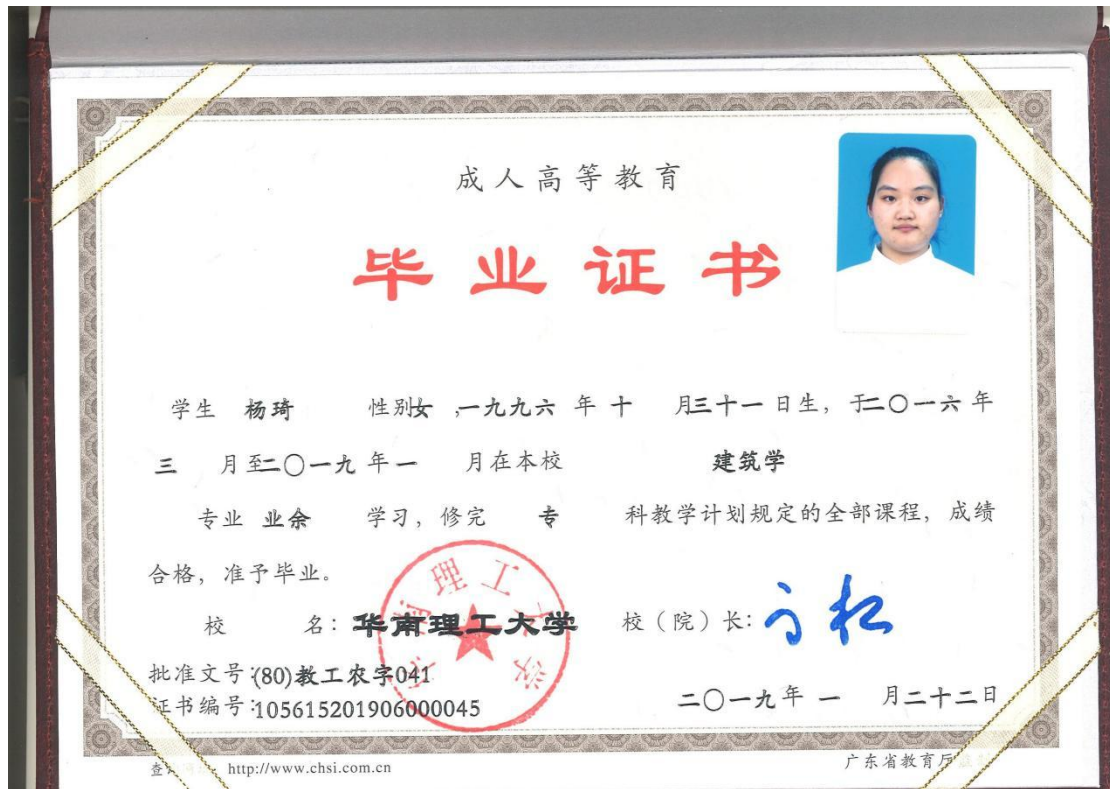 成人高等教育
毕业证书
学生 杨琦 性别女，一九九六年十月三十一日生，于二〇一六年
三月至二〇一九年一月在本校 建筑学
专业 业余 学习，修完 专 科教学计划规定的全部课程，成绩
合格，准予毕业。
校 名：华南理工大学 校（院）长：
批准文号：(80)教工农字041
证书编号：105615201906000045 二〇一九年一月二十二日
http://www.chsi.com.cn 广东省教育厅